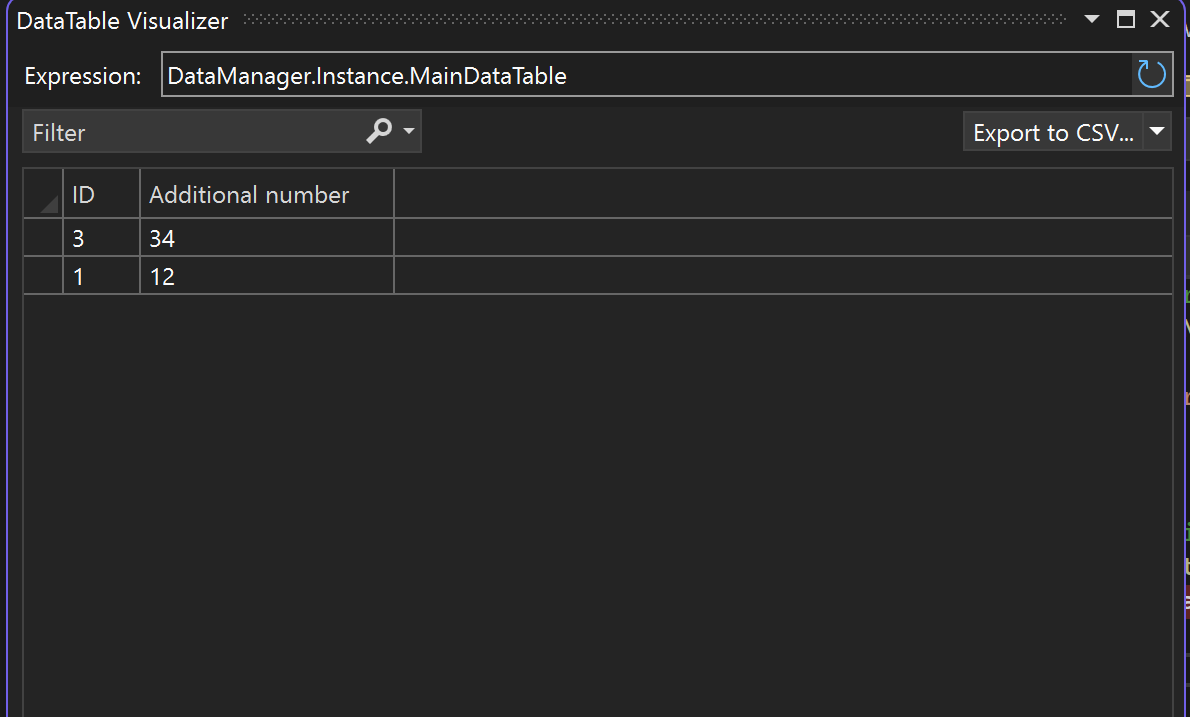 DataTable Visualizer
Expression: DataManager.Instance.MainDataTable
Filter Export to CSV...
ID Additional number
3 34
1 12